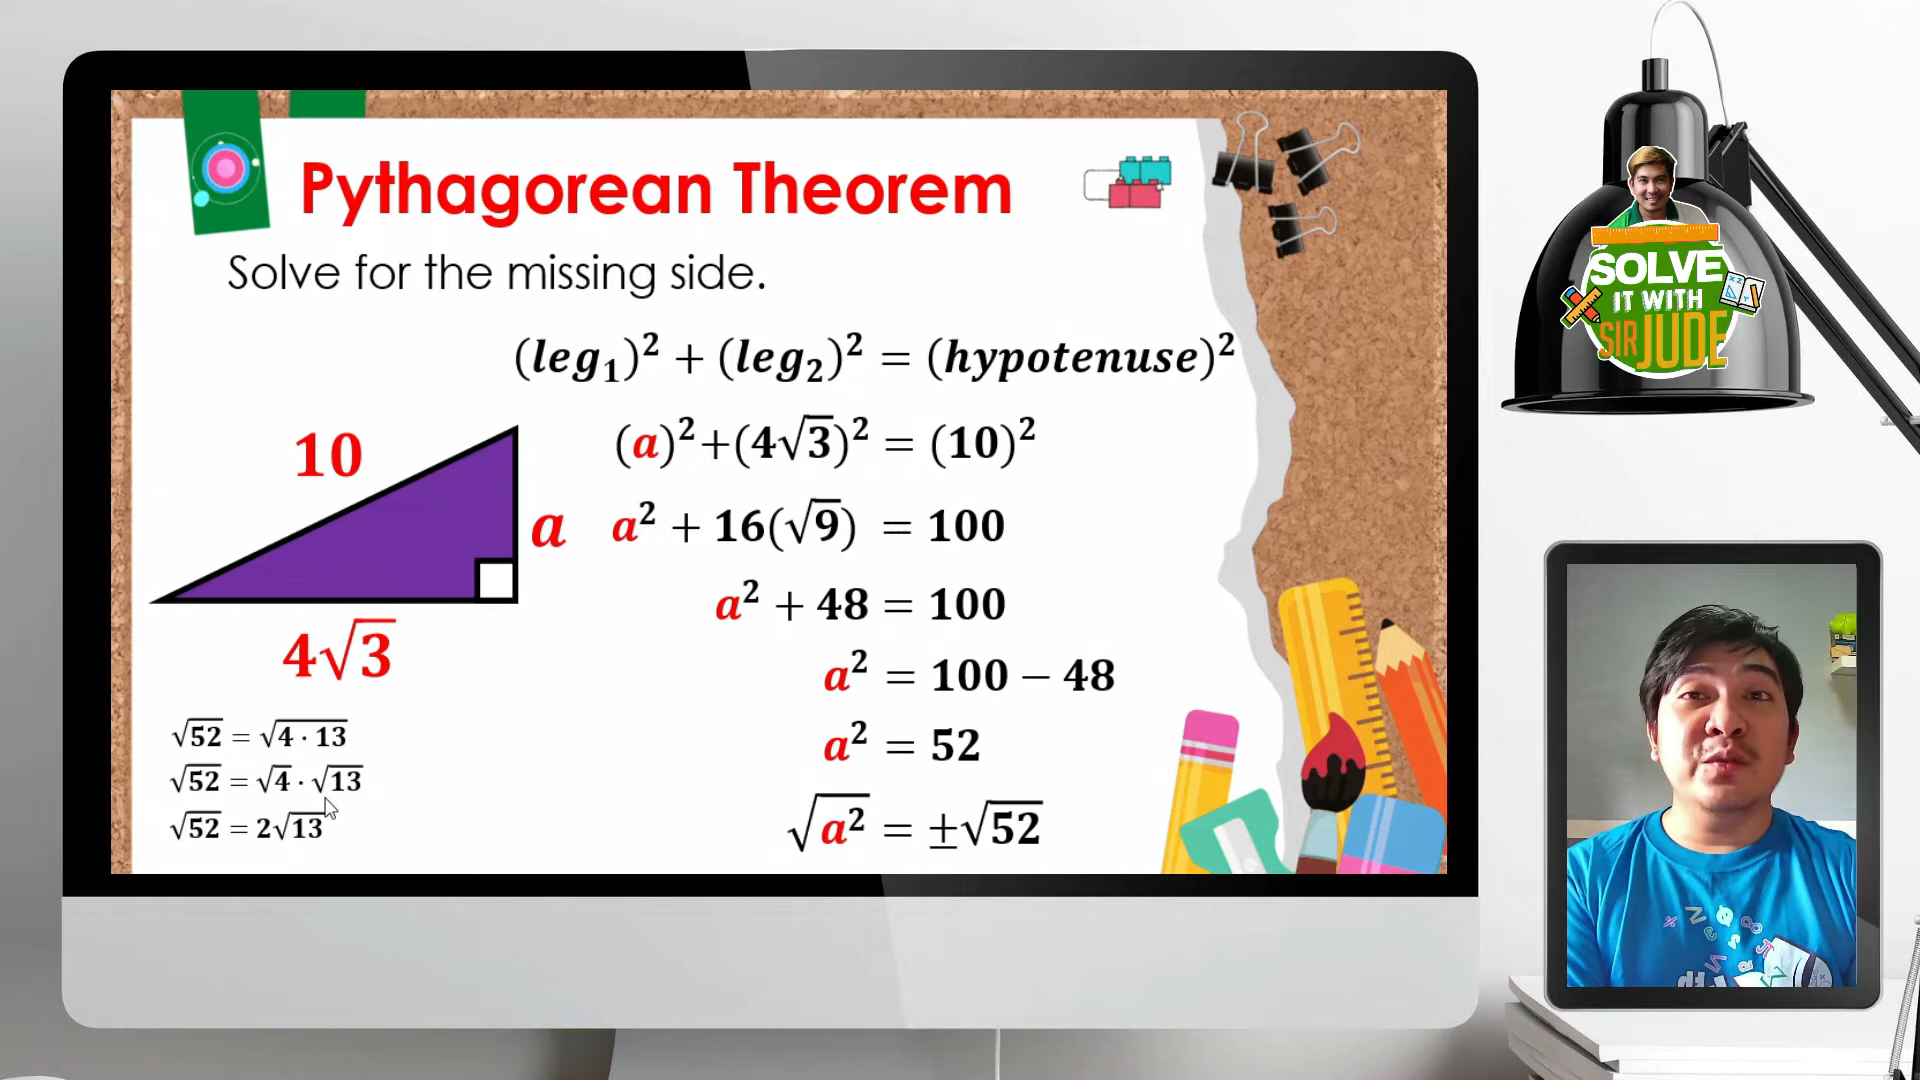 Pythagorean Theorem
Solve for the missing side.
(leg₁)² + (leg₂)² = (hypotenuse)²
10
(a)²+(4√3)² = (10)²
a
a² + 16(√9) = 100
a² + 48 = 100
4√3
a² = 100 − 48
√52 = √4 · 13
a² = 52
√52 = √4 · √13
√52 = 2√13
√a² = ±√52
SOLVE
IT WITH
SIR JUDE